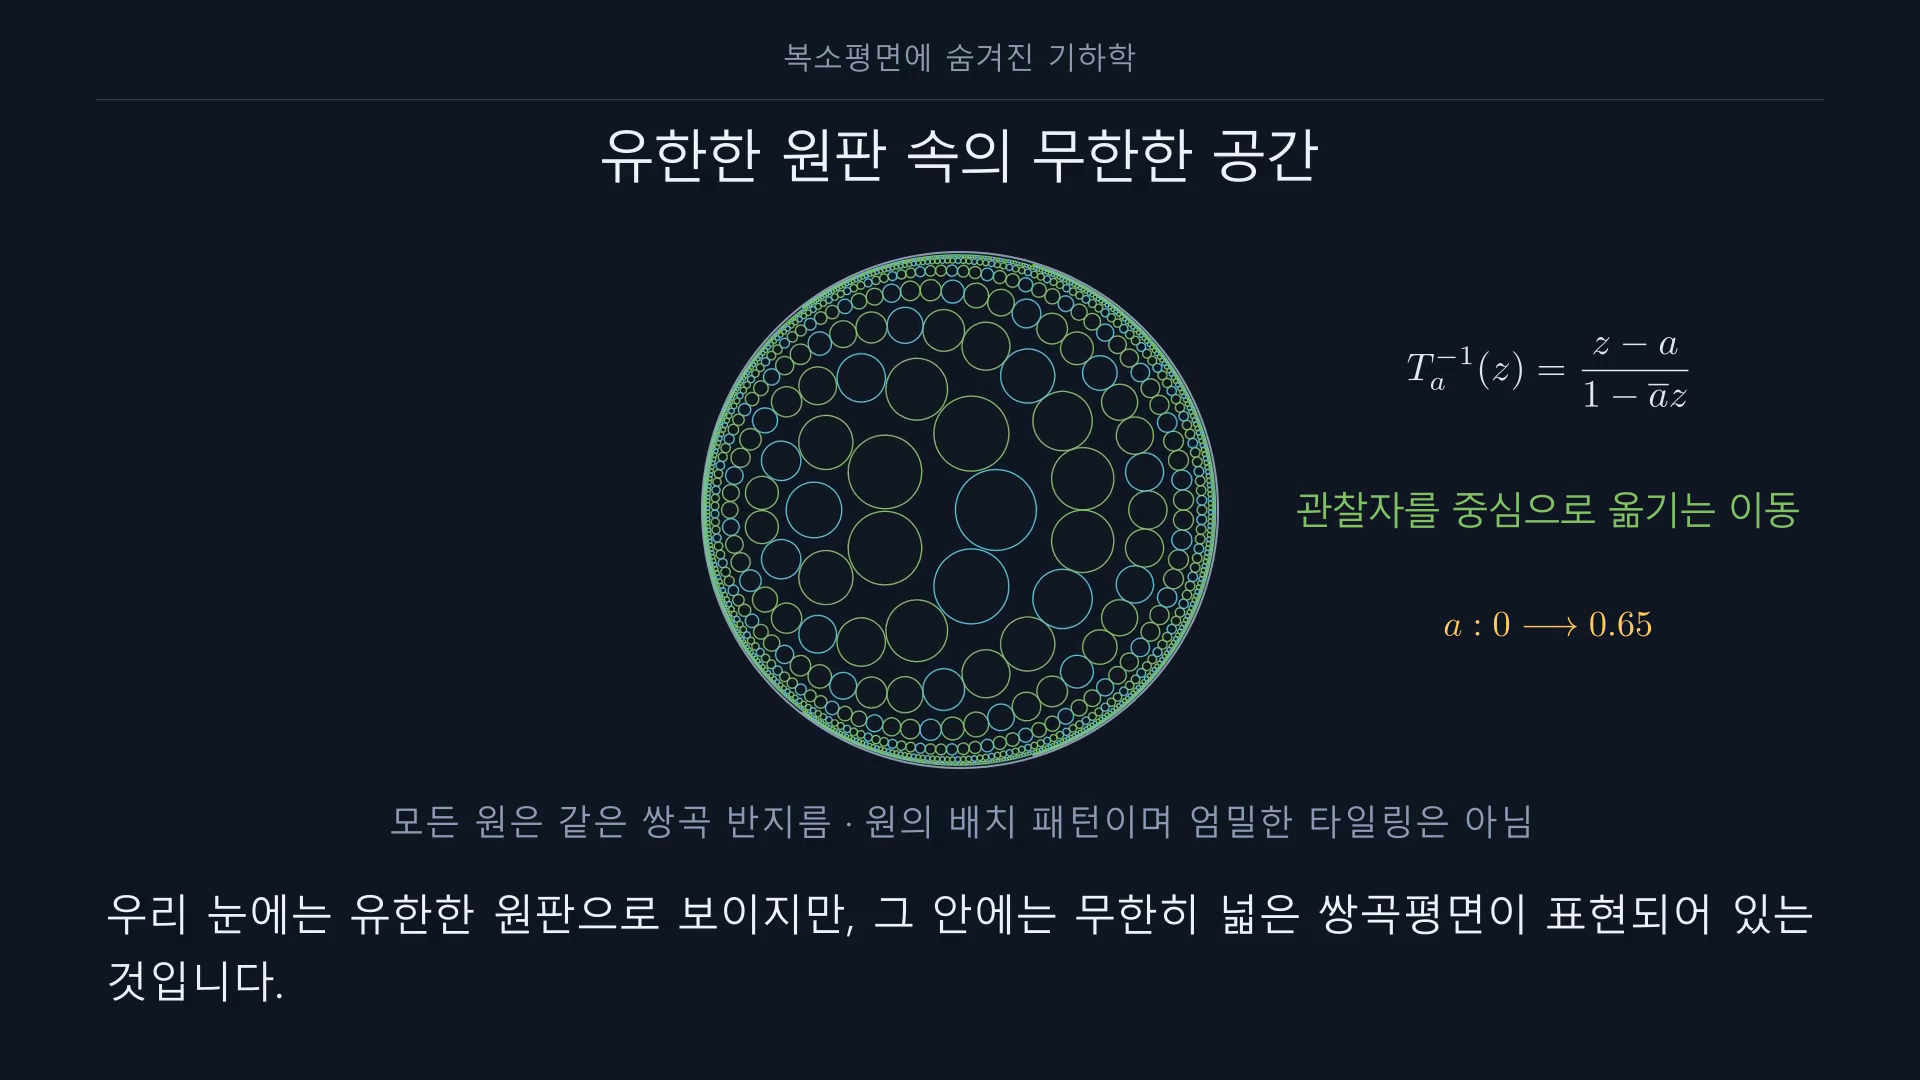 복소평면에 숨겨진 기하학
유한한 원판 속의 무한한 공간
$T_a^{-1}(z) = \dfrac{z - a}{1 - \overline{a}z}$
관찰자를 중심으로 옮기는 이동
$a : 0 \longrightarrow 0.65$
모든 원은 같은 쌍곡 반지름 · 원의 배치 패턴이며 엄밀한 타일링은 아님
우리 눈에는 유한한 원판으로 보이지만, 그 안에는 무한히 넓은 쌍곡평면이 표현되어 있는
것입니다.